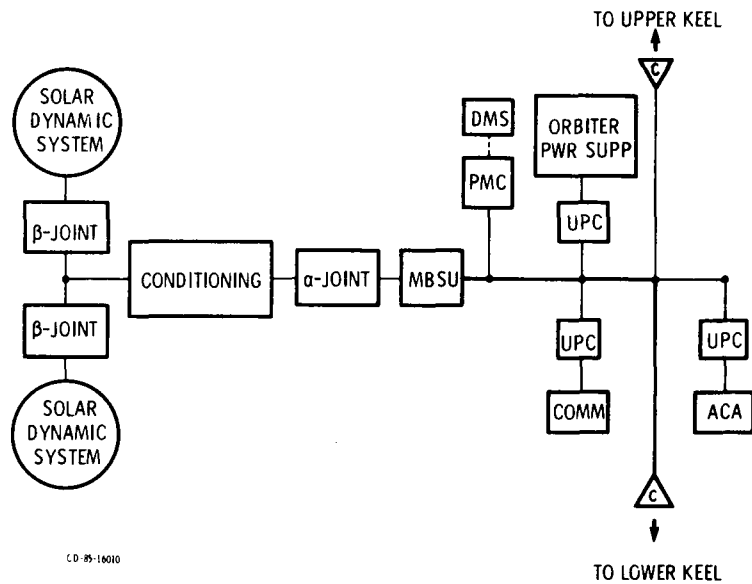 TO UPPER KEEL
C
SOLAR
DYNAMIC
SYSTEM
DMS
ORBITER
PWR SUPP
PMC
β-JOINT
UPC
CONDITIONING
α-JOINT
MBSU
β-JOINT
UPC
UPC
SOLAR
DYNAMIC
SYSTEM
COMM
ACA
C
CD-85-16010
TO LOWER KEEL